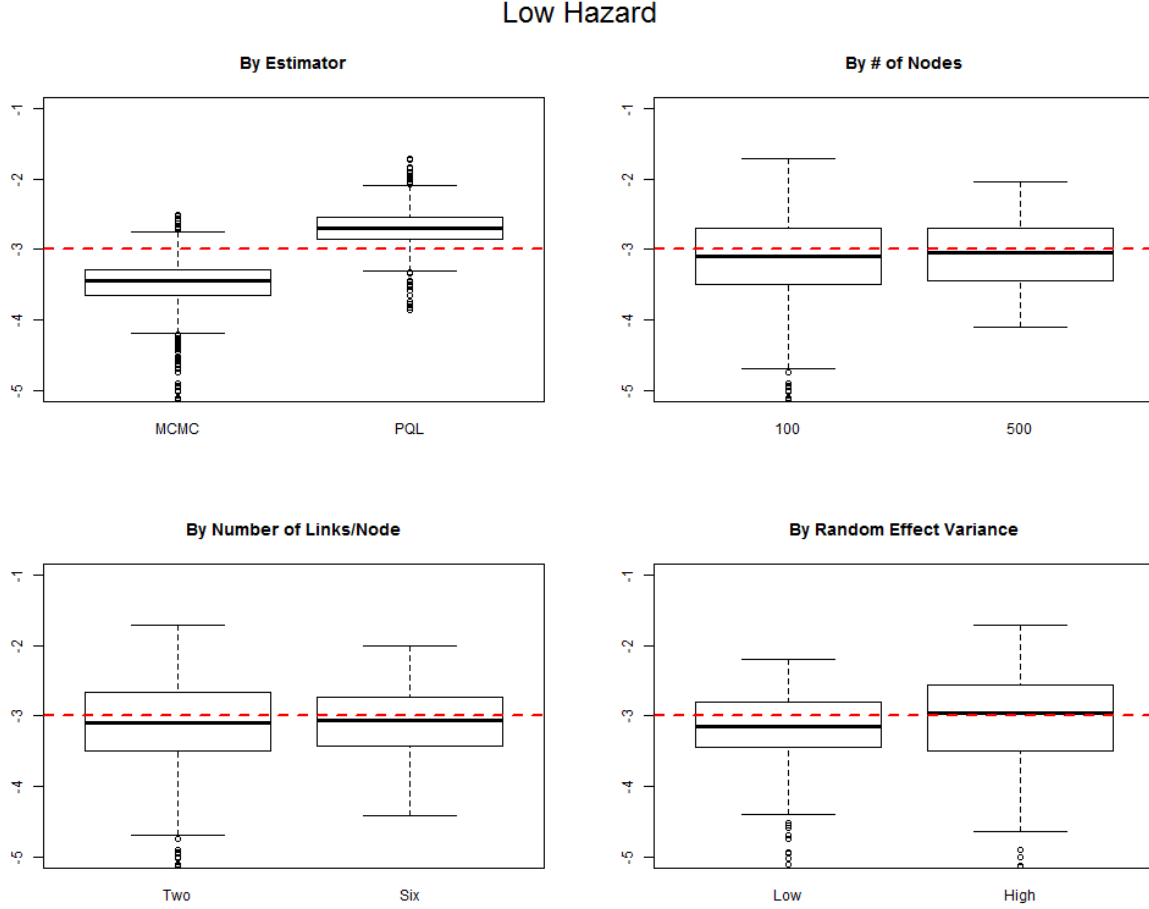 Low Hazard
By Estimator
-1
-2
-3
-4
-5
MCMC PQL
By # of Nodes
-1
-2
-3
-4
-5
100 500
By Number of Links/Node
-1
-2
-3
-4
-5
Two Six
By Random Effect Variance
-1
-2
-3
-4
-5
Low High